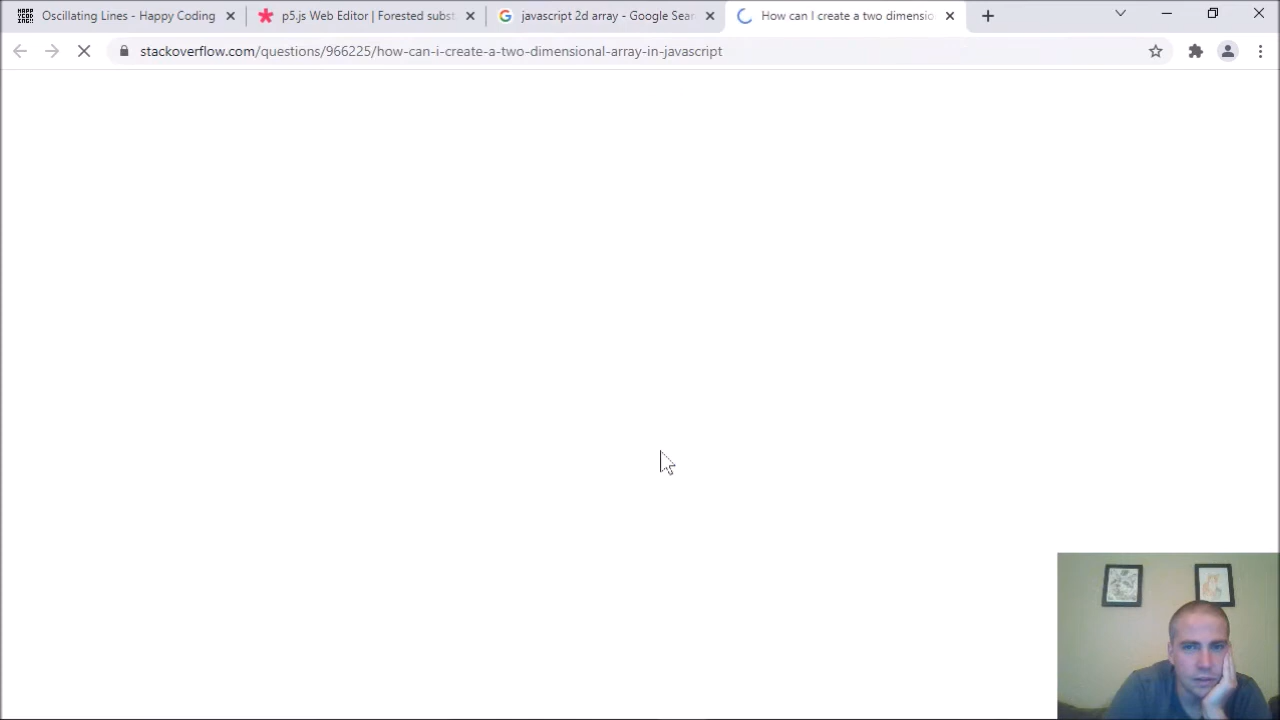 Oscillating Lines - Happy Coding
p5.js Web Editor | Forested subst
javascript 2d array - Google Sear
How can I create a two dimensio
stackoverflow.com/questions/966225/how-can-i-create-a-two-dimensional-array-in-javascript